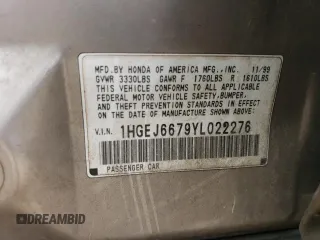 MFD.BY HONDA OF AMERICA MFG.,INC. 11/99
GVWR 3330LBS GAWR F 1760LBS R 1610LBS
THIS VEHICLE CONFORMS TO ALL APPLICABLE
FEDERAL MOTOR VEHICLE SAFETY,BUMPER,
AND THEFT PREVENTION STANDARDS IN EFFECT
ON THE DATE OF MANUFACTURE SHOWN ABOVE.
V.I.N. 1HGEJ6679YL022276
PASSENGER CAR
DREAMBID